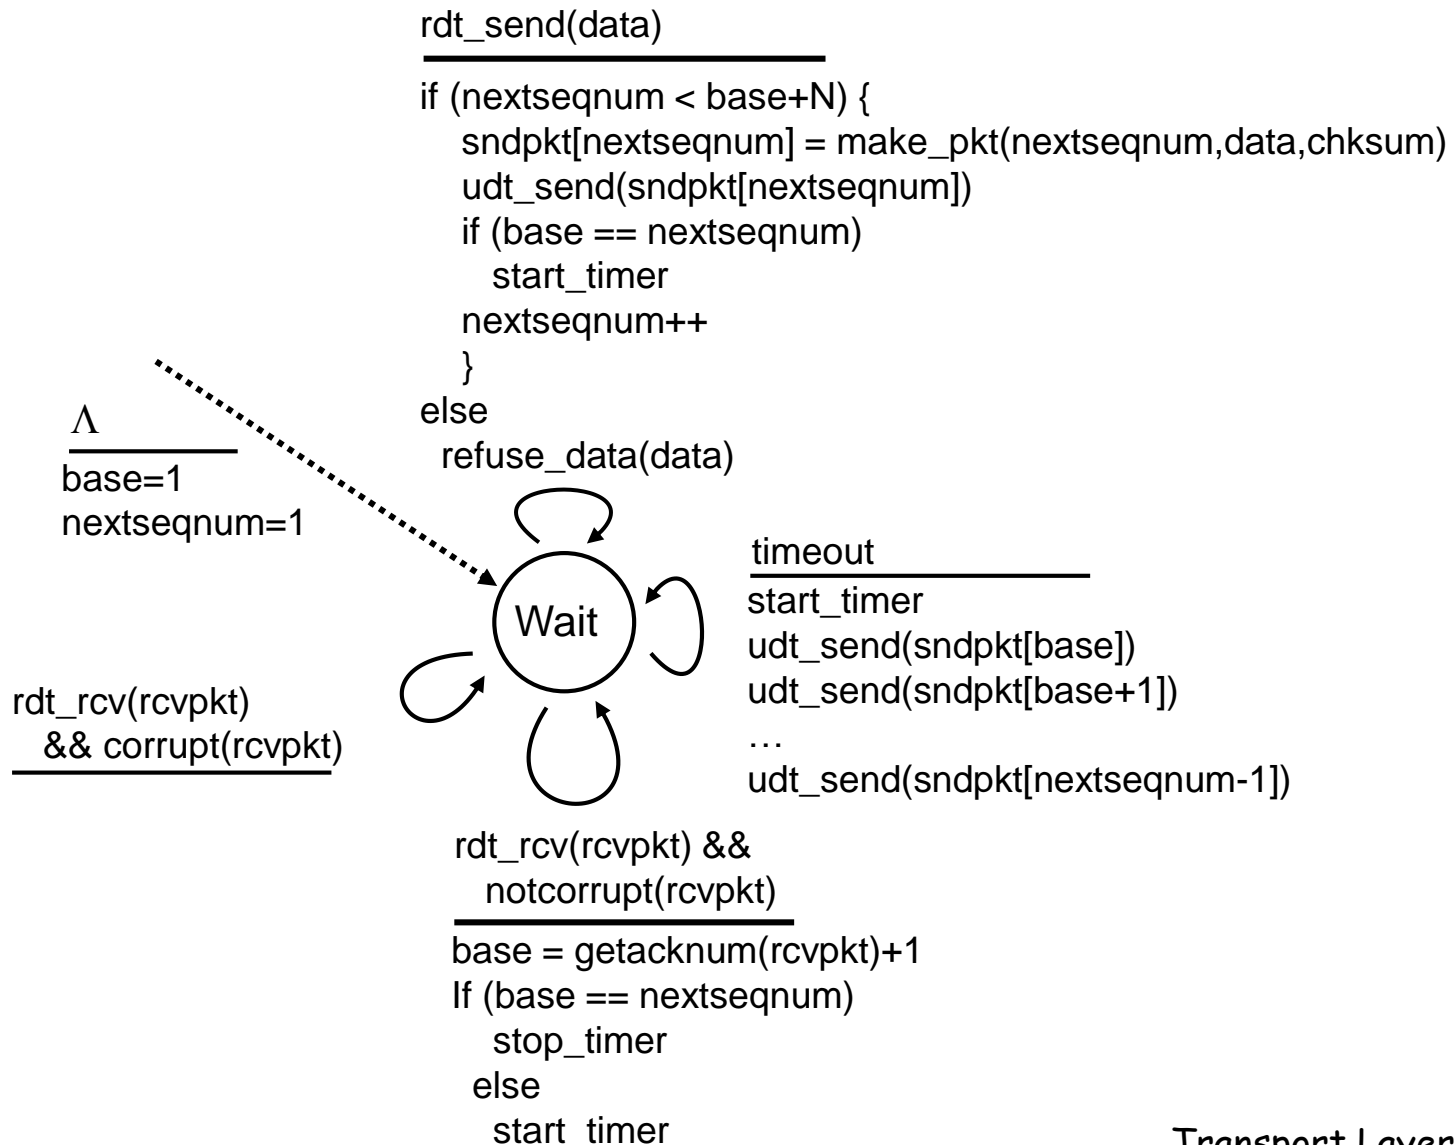 rdt_send(data)
if (nextseqnum < base+N) {
sndpkt[nextseqnum] = make_pkt(nextseqnum,data,chksum)
udt_send(sndpkt[nextseqnum])
if (base == nextseqnum)
start_timer
nextseqnum++
}
else
refuse_data(data)
Λ
base=1
nextseqnum=1
Wait
timeout
start_timer
udt_send(sndpkt[base])
udt_send(sndpkt[base+1])
…
udt_send(sndpkt[nextseqnum-1])
rdt_rcv(rcvpkt)
&& corrupt(rcvpkt)
rdt_rcv(rcvpkt) &&
notcorrupt(rcvpkt)
base = getacknum(rcvpkt)+1
If (base == nextseqnum)
stop_timer
else
start_timer
Transport Layer